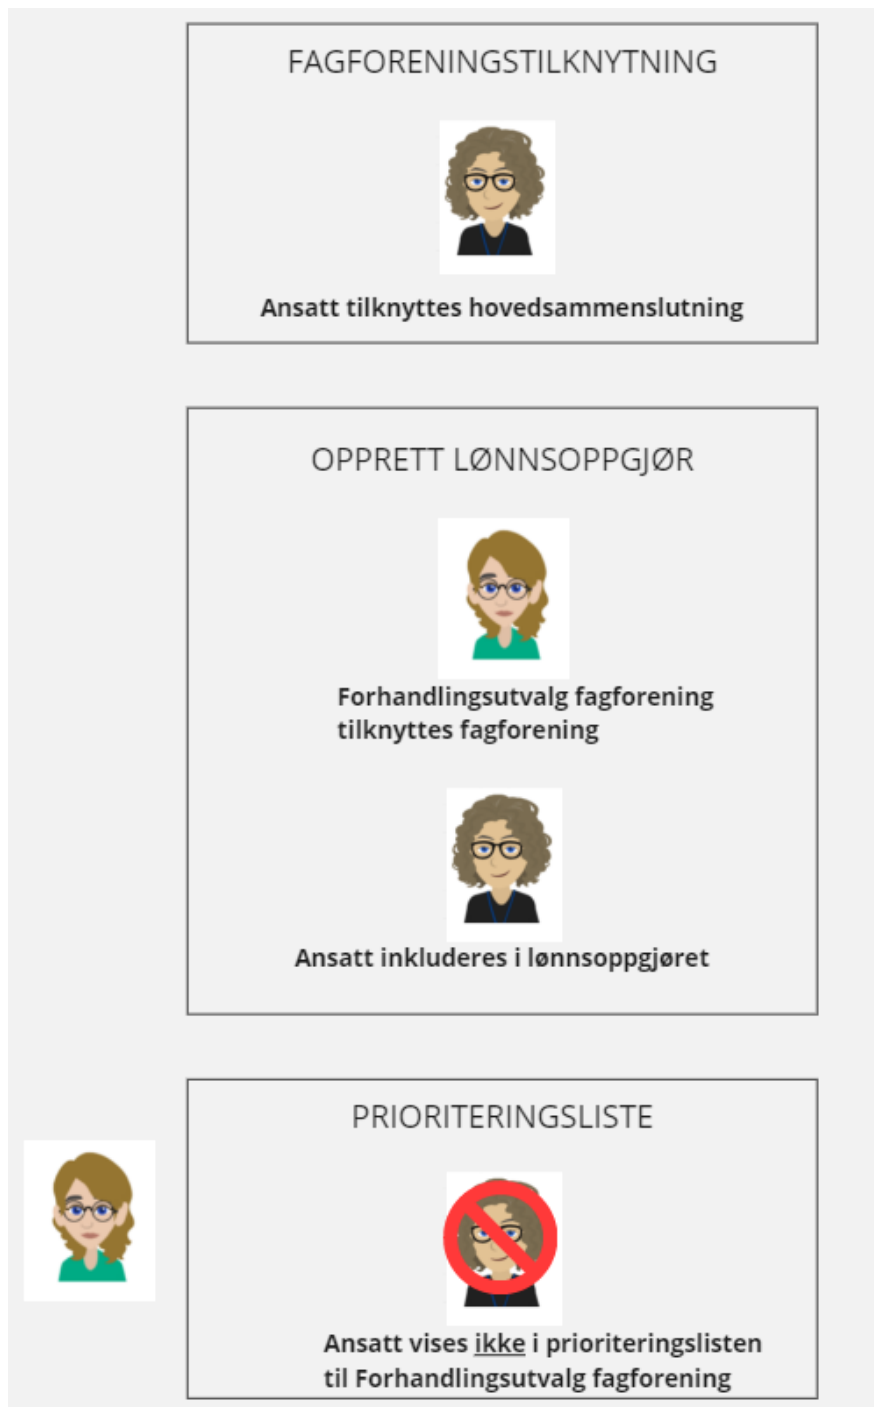 FAGFORENINGSTILKNYTNING
Ansatt tilknyttes hovedsammenslutning
OPPRETT LØNNSOPPGJØR
Forhandlingsutvalg fagforening
tilknyttes fagforening
Ansatt inkluderes i lønnsoppgjøret
PRIORITERINGSLISTE
Ansatt vises ikke i prioriteringslisten
til Forhandlingsutvalg fagforening